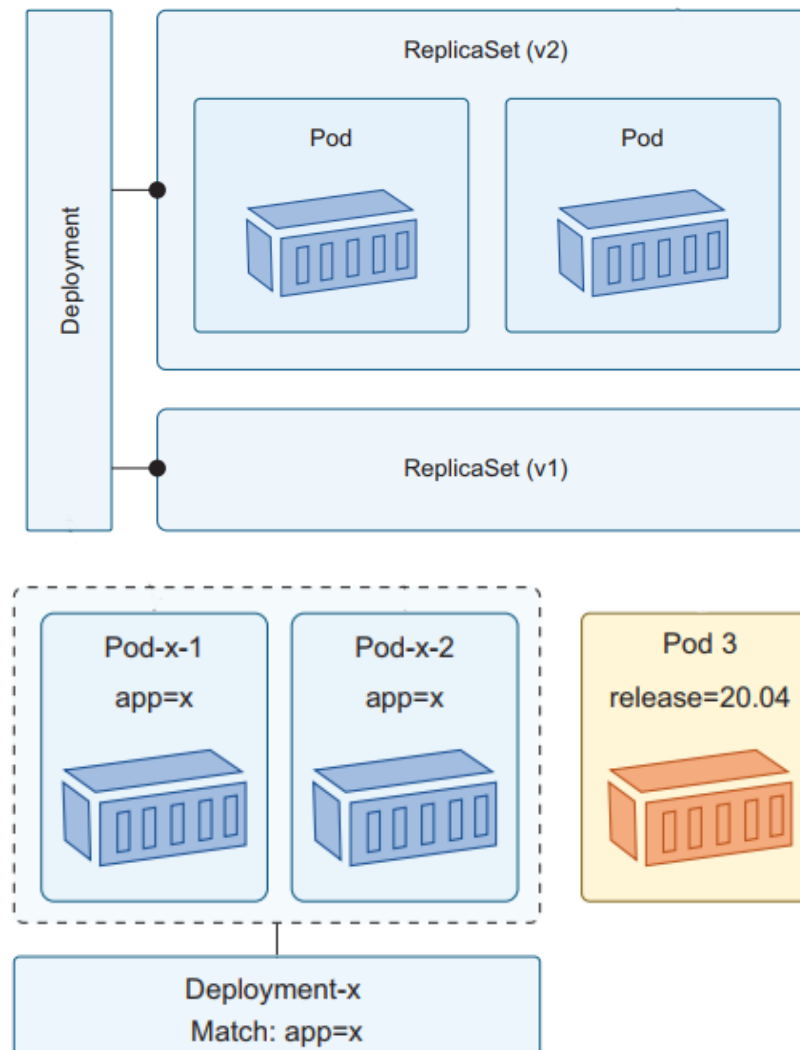 ReplicaSet (v2)
Pod
Pod
Deployment
ReplicaSet (v1)
Pod-x-1
app=x
Pod-x-2
app=x
Pod 3
release=20.04
Deployment-x
Match: app=x